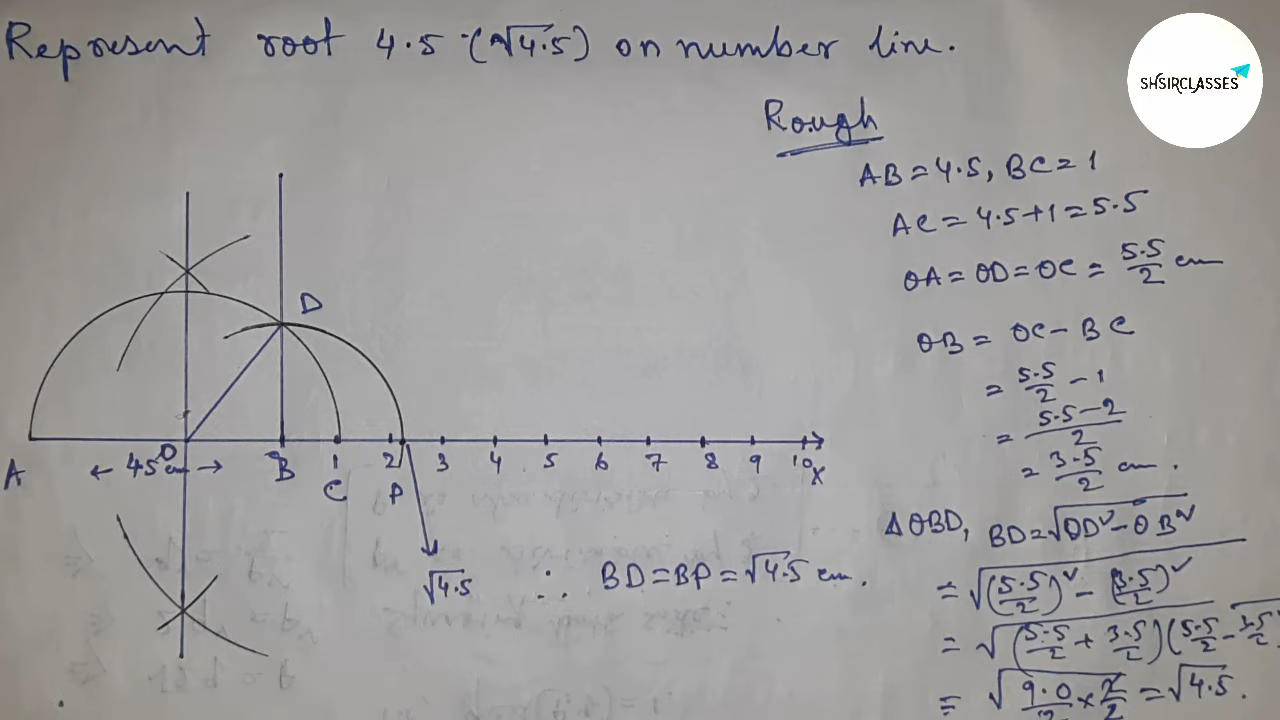 Represent root 4.5 (√4.5) on number line.
SHSIRCLASSES
Rough
AB = 4.5, BC = 1
AC = 4.5+1 = 5.5
OA = OD = OC = 5.5/2 cm
OB = OC - BC
= 5.5/2 - 1
= 5.5-2/2
= 3.5/2 cm.
D
A ← 4.5 cm → O B 1 2 3 4 5 6 7 8 9 10 X
C P
√4.5 ∴ BD = BP = √4.5 cm.
ΔOBD, BD = √OD² - OB²
= √(5.5/2)² - (3.5/2)²
= √(5.5/2 + 3.5/2)(5.5/2 - 3.5/2
= √9.0/2 × 2/2 = √4.5.